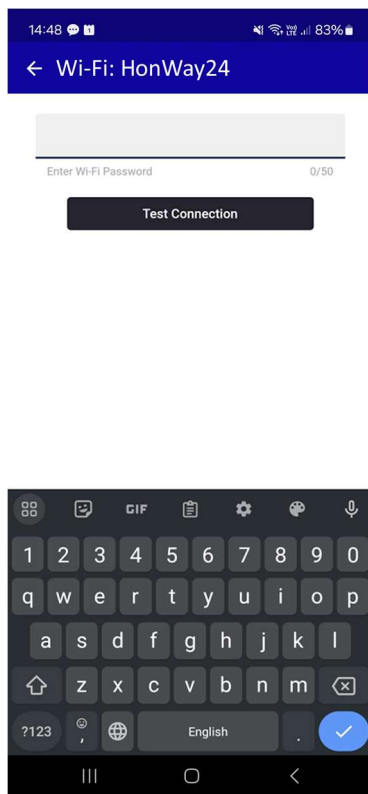 14:48 83%
Wi-Fi: HonWay24
Enter Wi-Fi Password 0/50
Test Connection
GIF
1 2 3 4 5 6 7 8 9 0
q w e r t y u i o p
a s d f g h j k l
z x c v b n m
?123 , English .